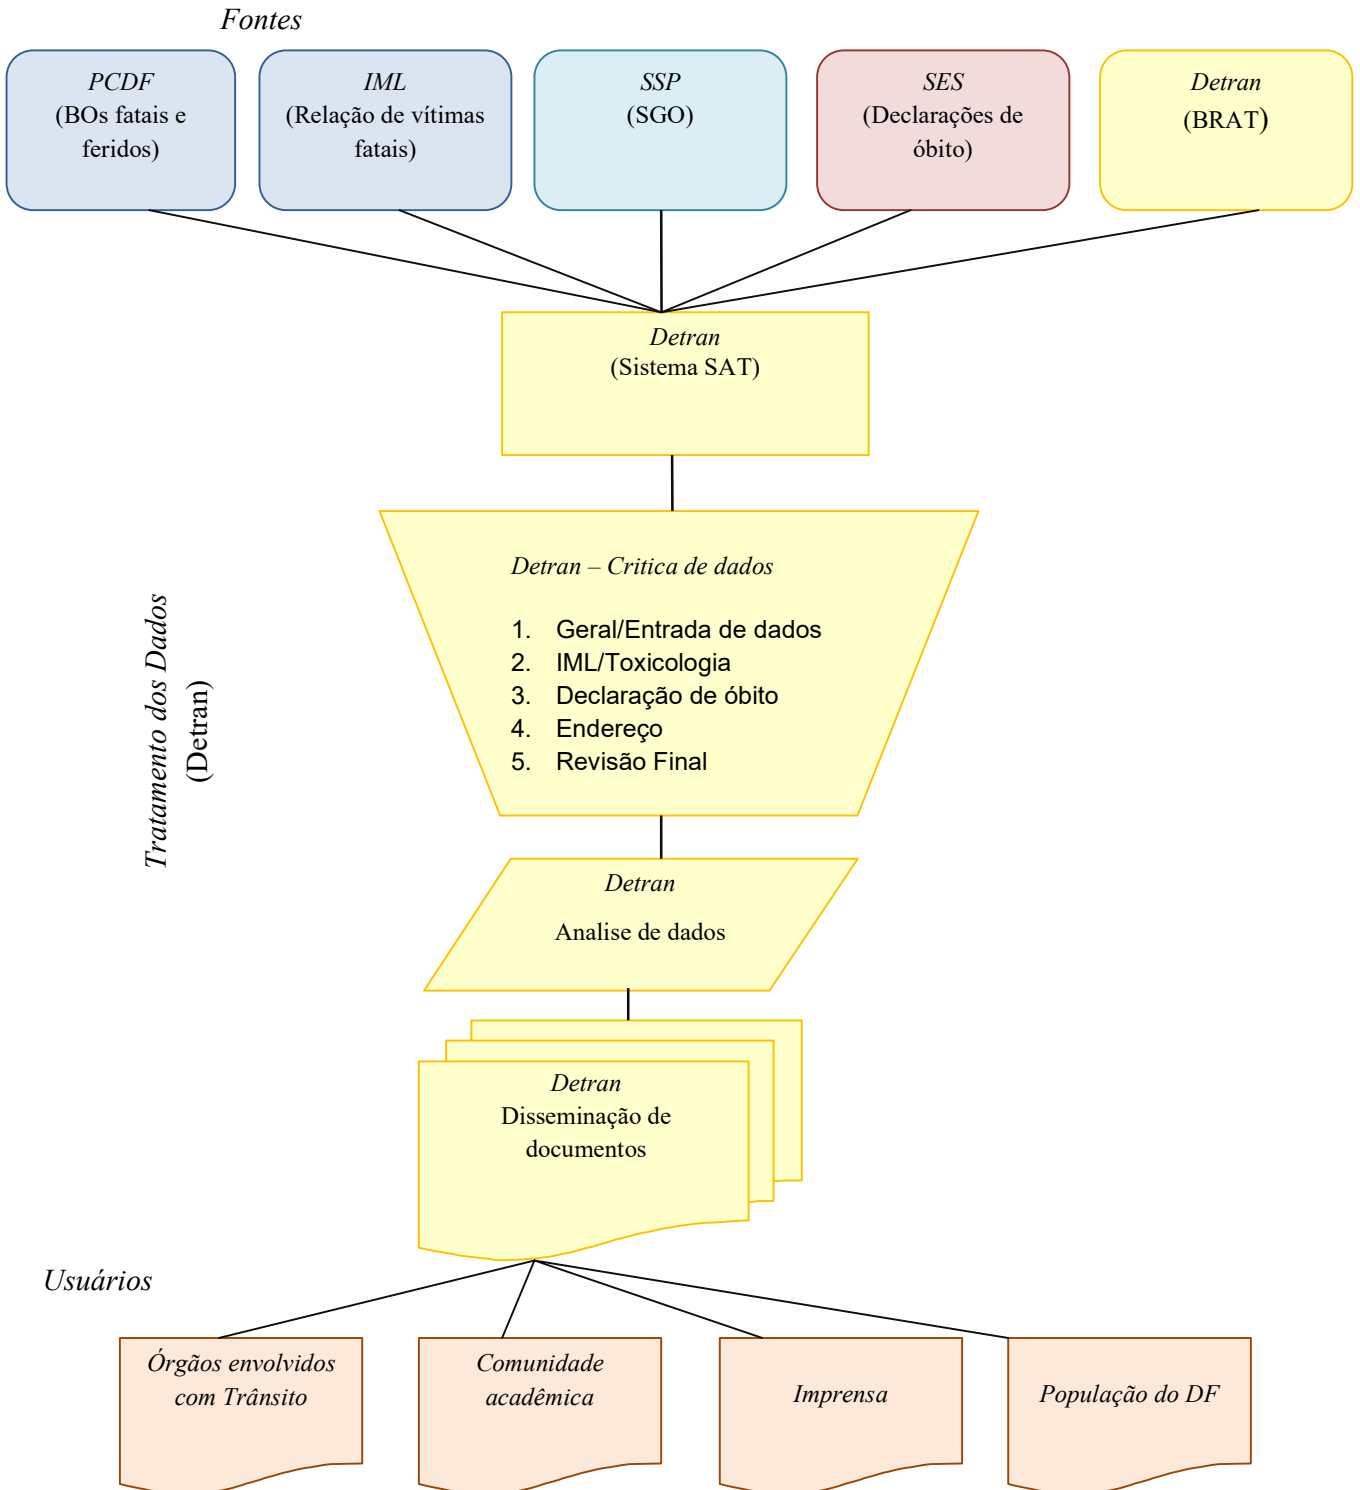 Fontes
PCDF
(BOs fatais e
feridos)
IML
(Relação de vítimas
fatais)
SSP
(SGO)
SES
(Declarações de
óbito)
Detran
(BRAT)
Detran
(Sistema SAT)
Tratamento dos Dados
(Detran)
Detran – Critica de dados
1. Geral/Entrada de dados
2. IML/Toxicologia
3. Declaração de óbito
4. Endereço
5. Revisão Final
Detran
Analise de dados
Detran
Disseminação de
documentos
Usuários
Órgãos envolvidos
com Trânsito
Comunidade
acadêmica
Imprensa
População do DF